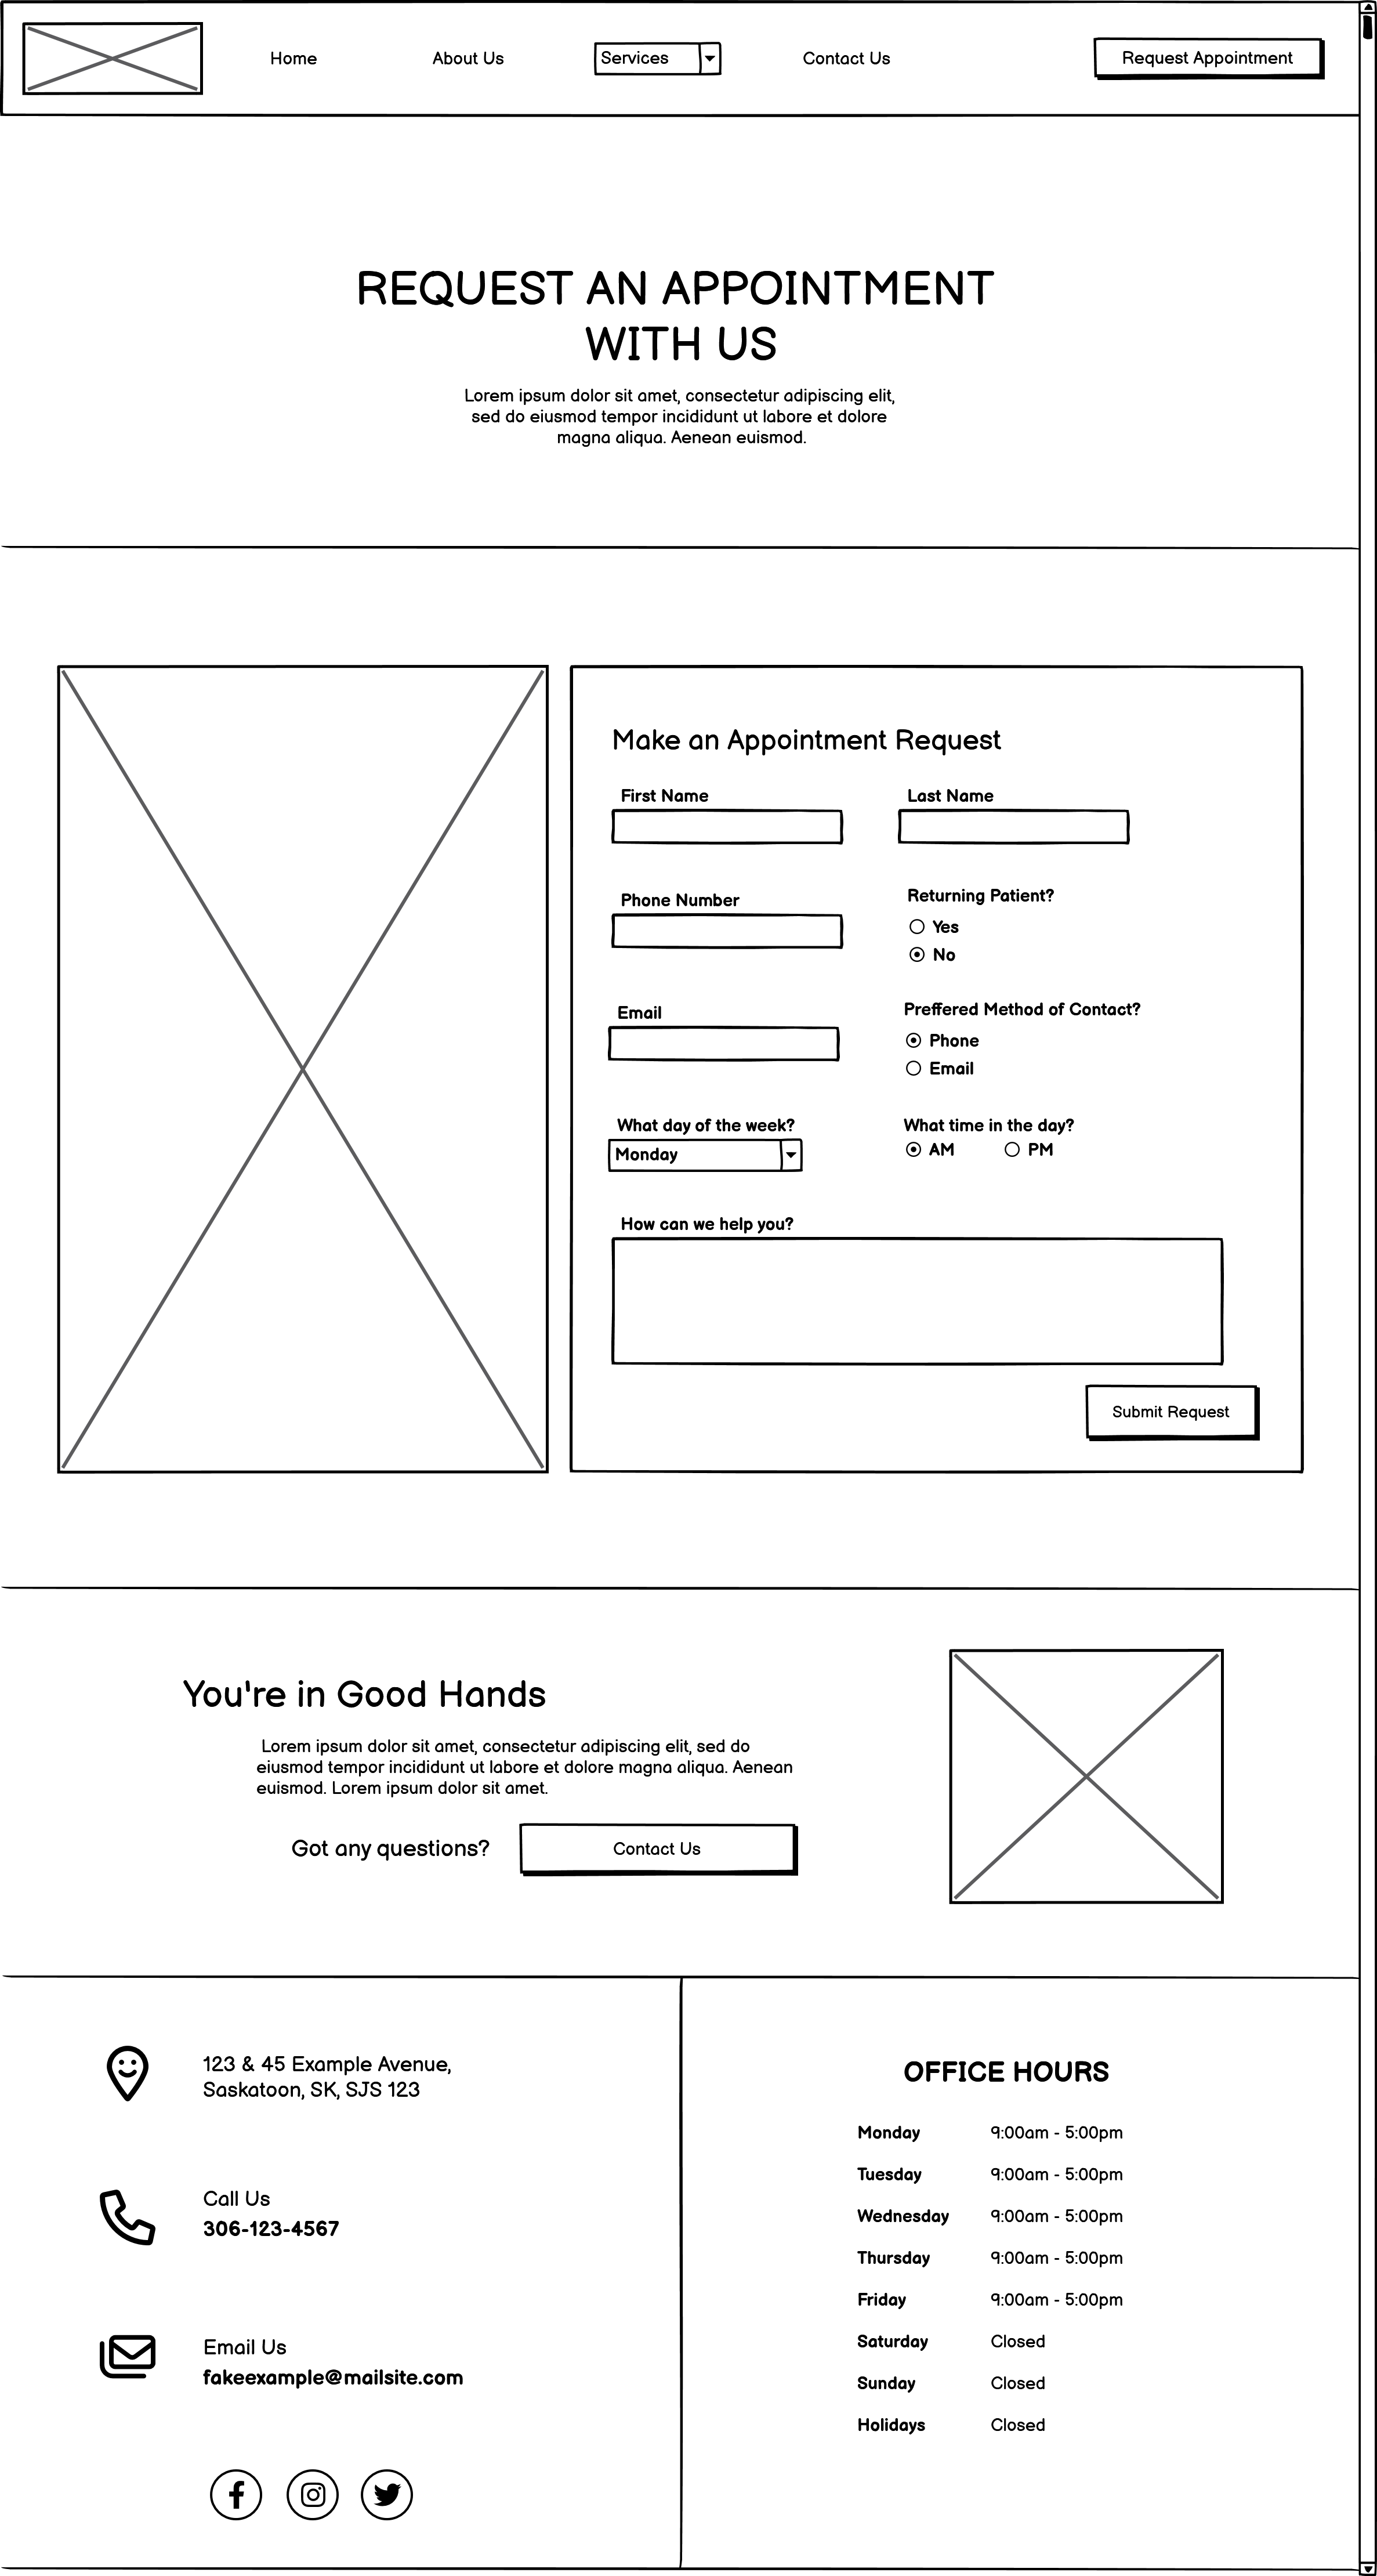 Home
About Us
Services
Contact Us
Request Appointment
REQUEST AN APPOINTMENT
WITH US
Lorem ipsum dolor sit amet, consectetur adipiscing elit,
sed do eiusmod tempor incididunt ut labore et dolore
magna aliqua. Aenean euismod.
Make an Appointment Request
First Name
Last Name
Phone Number
Returning Patient?
Yes
No
Email
Preffered Method of Contact?
Phone
Email
What day of the week?
Monday
What time in the day?
AM
PM
How can we help you?
Submit Request
You're in Good Hands
Lorem ipsum dolor sit amet, consectetur adipiscing elit, sed do
eiusmod tempor incididunt ut labore et dolore magna aliqua. Aenean
euismod. Lorem ipsum dolor sit amet.
Got any questions?
Contact Us
123 & 45 Example Avenue,
Saskatoon, SK, SJS 123
Call Us
306-123-4567
Email Us
fakeexample@mailsite.com
OFFICE HOURS
Monday 9:00am - 5:00pm
Tuesday 9:00am - 5:00pm
Wednesday 9:00am - 5:00pm
Thursday 9:00am - 5:00pm
Friday 9:00am - 5:00pm
Saturday Closed
Sunday Closed
Holidays Closed